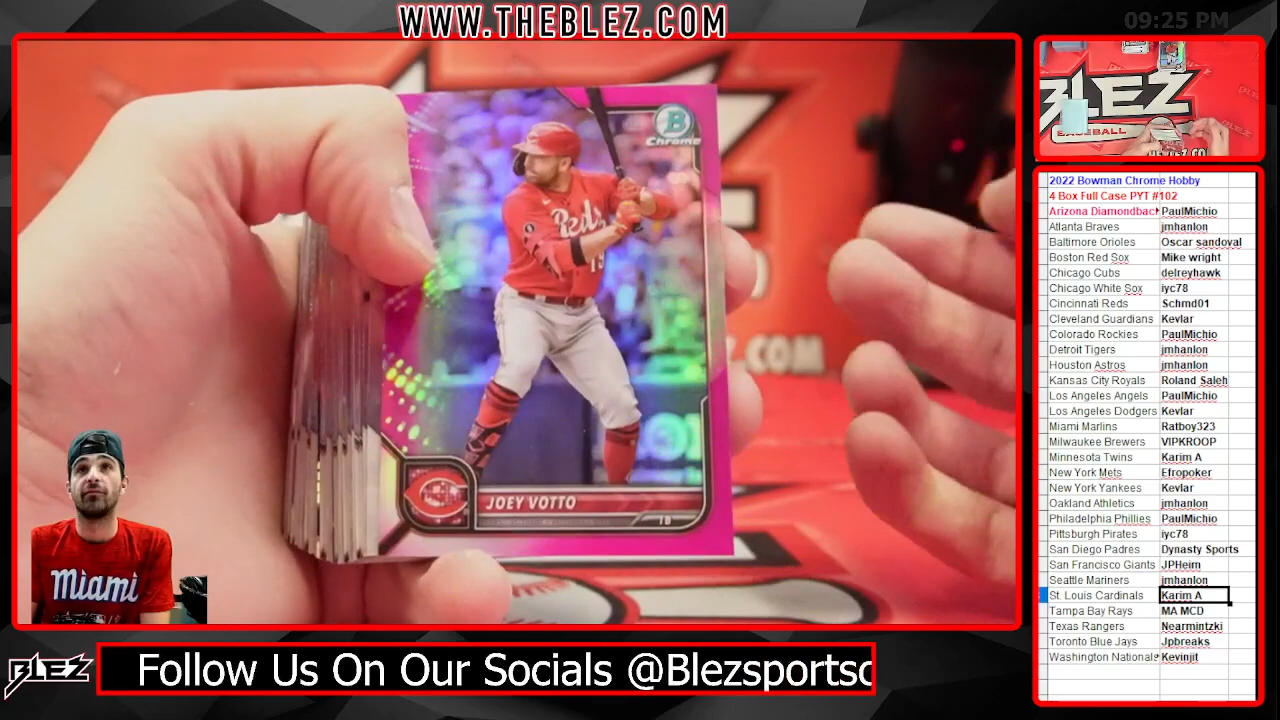 WWW.THEBLEZ.COM
09:25 PM
B
Chrome
Reds
19
JOEY VOTTO
1B
Miami
BLEZ
BASEBALL
2022 Bowman Chrome Hobby
4 Box Full Case PYT #102
Arizona Diamondback PaulMichio
Atlanta Braves jmhanlon
Baltimore Orioles Oscar sandoval
Boston Red Sox Mike wright
Chicago Cubs delreyhawk
Chicago White Sox iyc78
Cincinnati Reds Schmd01
Cleveland Guardians Kevlar
Colorado Rockies PaulMichio
Detroit Tigers jmhanlon
Houston Astros jmhanlon
Kansas City Royals Roland Saleh
Los Angeles Angels PaulMichio
Los Angeles Dodgers Kevlar
Miami Marlins Ratboy323
Milwaukee Brewers VIPKROOP
Minnesota Twins Karim A
New York Mets Efropoker
New York Yankees Kevlar
Oakland Athletics jmhanlon
Philadelphia Phillies PaulMichio
Pittsburgh Pirates iyc78
San Diego Padres Dynasty Sports
San Francisco Giants JPHeim
Seattle Mariners jmhanlon
St. Louis Cardinals Karim A
Tampa Bay Rays MA MCD
Texas Rangers Nearmintzki
Toronto Blue Jays Jpbreaks
Washington Nationals Kevinjit
BLEZ
Follow Us On Our Socials @Blezsportsc